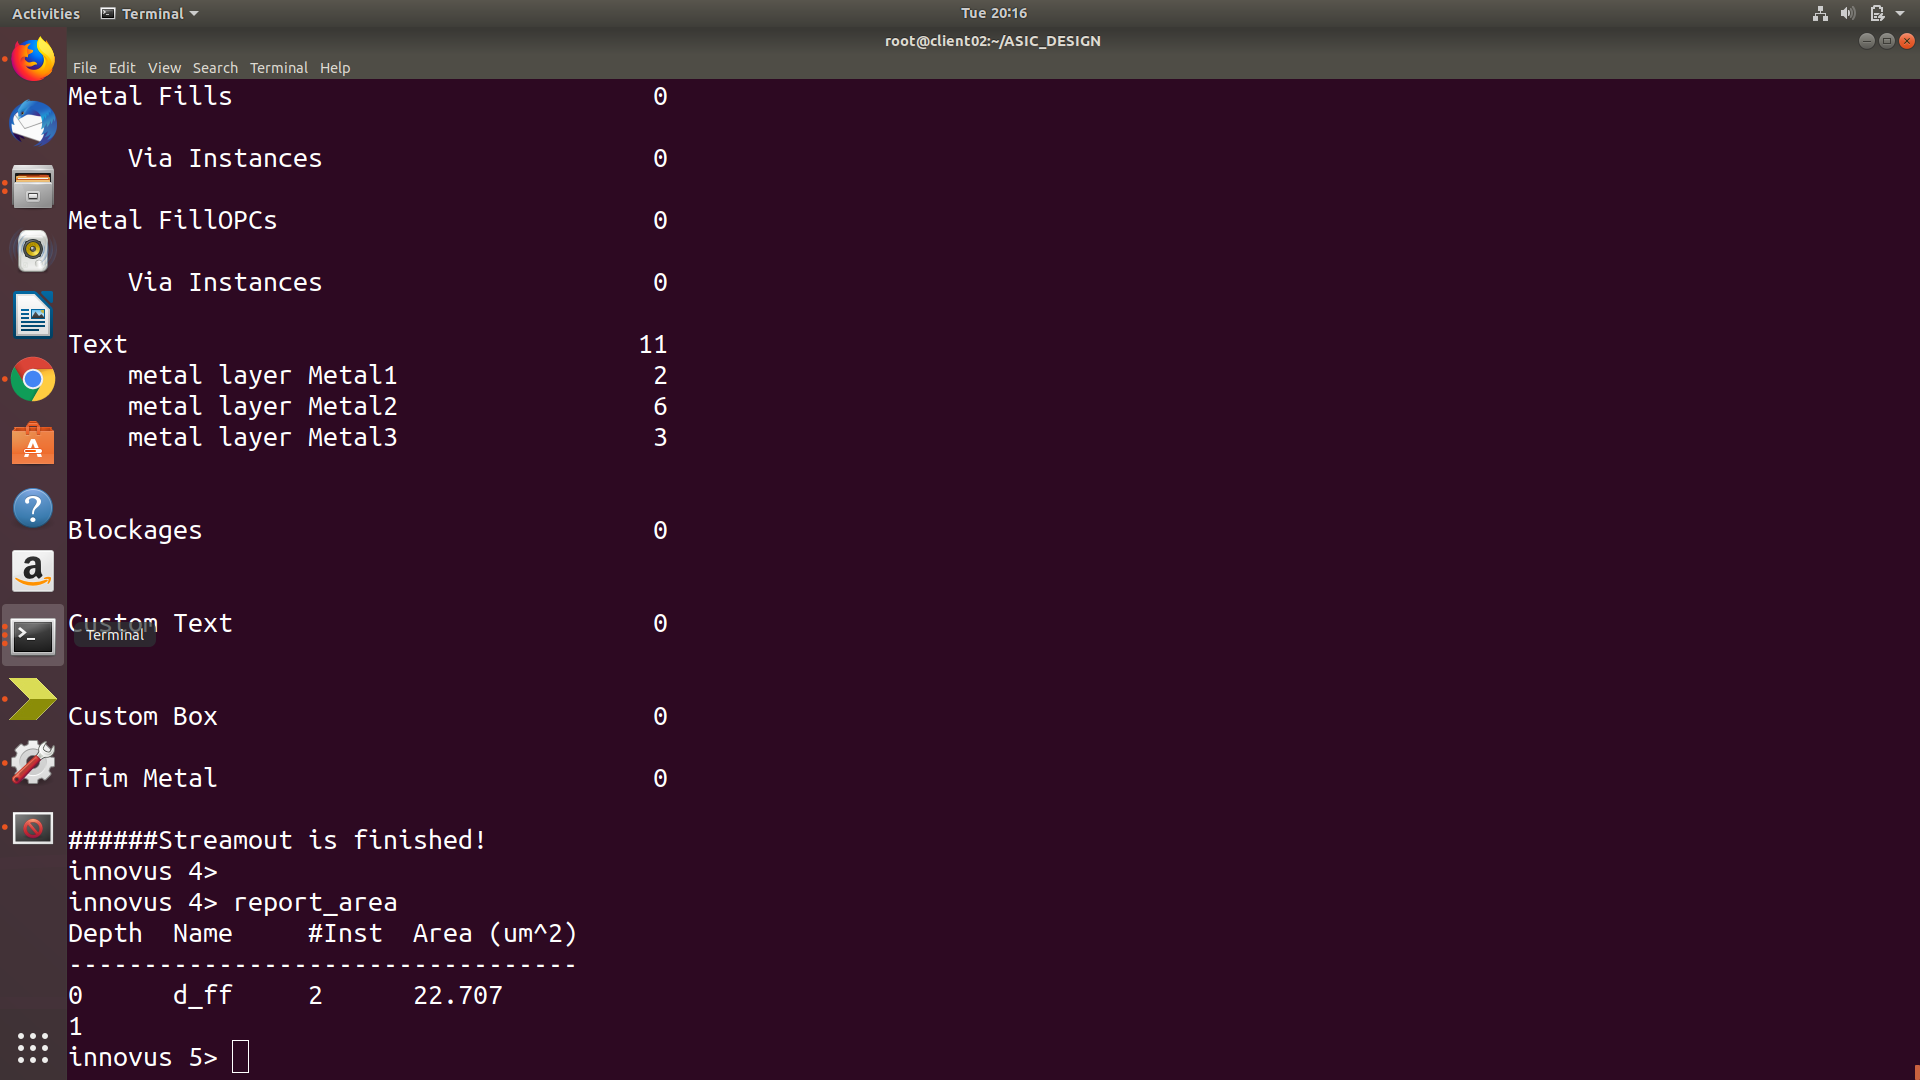 Activities Terminal Tue 20:16
root@client02:~/ASIC_DESIGN
File Edit View Search Terminal Help
Metal Fills 0
Via Instances 0
Metal FillOPCs 0
Via Instances 0
Text 11
metal layer Metal1 2
metal layer Metal2 6
metal layer Metal3 3
Blockages 0
Custom Text 0
Terminal
Custom Box 0
Trim Metal 0
######Streamout is finished!
innovus 4>
innovus 4> report_area
Depth Name #Inst Area (um^2)
----------------------------------
0 d_ff 2 22.707
1
innovus 5>